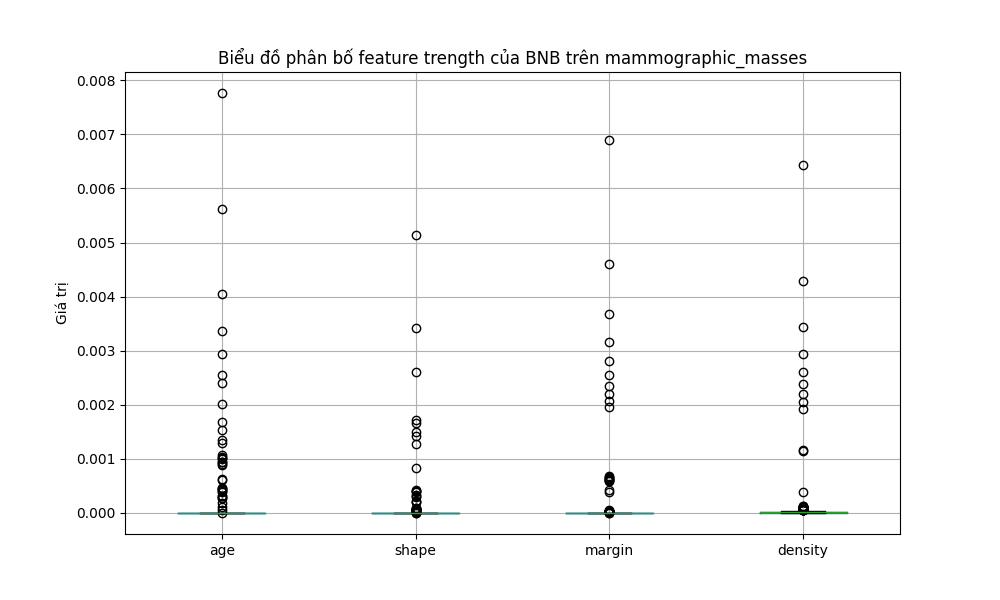 Biểu đồ phân bố feature trength của BNB trên mammographic_masses
0.008
0.007
0.006
0.005
0.004
0.003
0.002
0.001
0.000
Giá trị
age
shape
margin
density